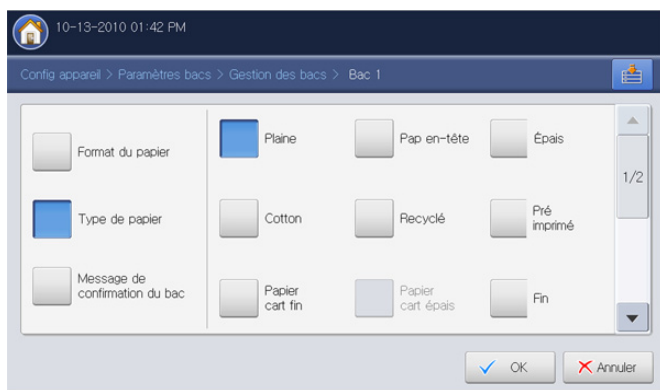 10-13-2010 01:42 PM
Config appareil > Paramètres bacs > Gestion des bacs > Bac 1
Format du papier
Plaine
Pap en-tête
Épais
1/2
Type de papier
Cotton
Recyclé
Pré
imprimé
Message de
confirmation du bac
Papier
cart fin
Papier
cart épais
Fin
OK
Annuler